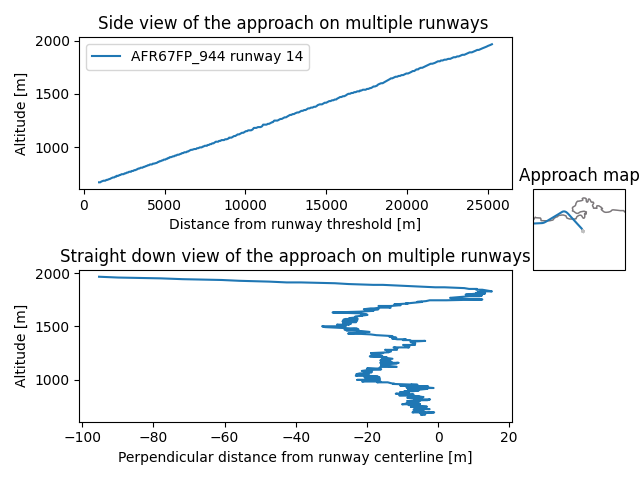 Side view of the approach on multiple runways
2000
1500
1000
Altitude [m]
AFR67FP_944 runway 14
0
5000
10000
15000
20000
25000
Distance from runway threshold [m]
Approach map
Straight down view of the approach on multiple runways
2000
1500
1000
Altitude [m]
−100
−80
−60
−40
−20
0
20
Perpendicular distance from runway centerline [m]